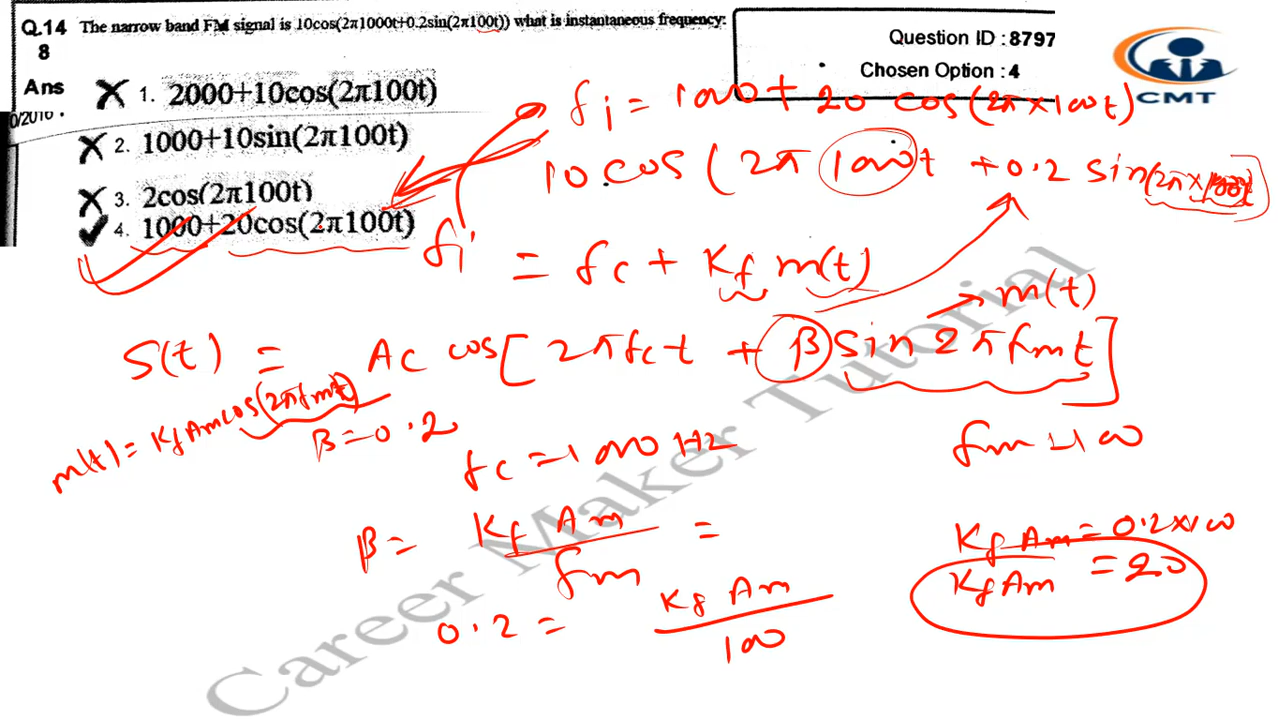 Q.14 The narrow band FM signal is 10cos(2π1000t+0.2sin(2π100t)) what is instantaneous frequency:
8
Question ID : 8797
Chosen Option : 4
CMT
Ans X 1. 2000+10cos(2π100t)
0/2016
X 2. 1000+10sin(2π100t)
X 3. 2cos(2π100t)
✓ 4. 1000+20cos(2π100t)
fi = 1000 + 20 cos(2π×100t)
10 cos ( 2π 1000t + 0.2 sin(2π×100t)
fi = fc + Kf m(t)
m(t)
S(t) = Ac cos[ 2πfct + β sin 2πfmt ]
m(t) = Kf Am cos(2πfmt)
β = 0.2
fc = 1000 Hz
fm = 100
β = Kf Am / fm =
Kf Am = 0.2×100
Kf Am = 20
0.2 = Kf Am / 100
Career Maker Tutorial